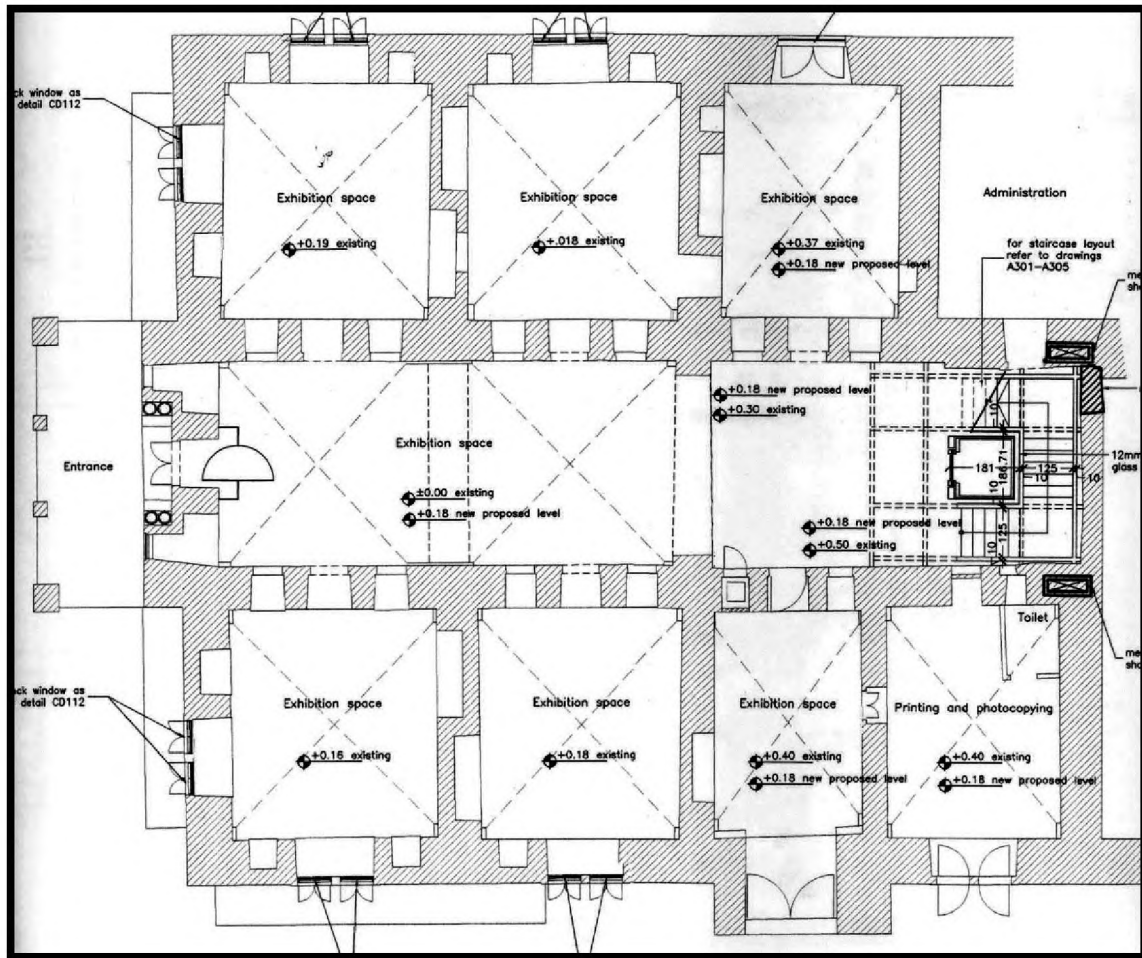 ck window as
detail CD112
Exhibition space
+0.19 existing
Exhibition space
+.018 existing
Exhibition space
+0.37 existing
+0.18 new proposed level
Administration
for staircase layout
refer to drawings
A301-A305
me
sha
Entrance
Exhibition space
±0.00 existing
+0.18 new proposed level
+0.18 new proposed level
+0.30 existing
+0.18 new proposed level
+0.50 existing
10
181
186.71
125
10
10
10
125
10
12mm
glass
Toilet
me
sha
ck window as
detail CD112
Exhibition space
+0.16 existing
Exhibition space
+0.18 existing
Exhibition space
+0.40 existing
+0.18 new proposed level
Printing and photocopying
+0.40 existing
+0.18 new proposed level